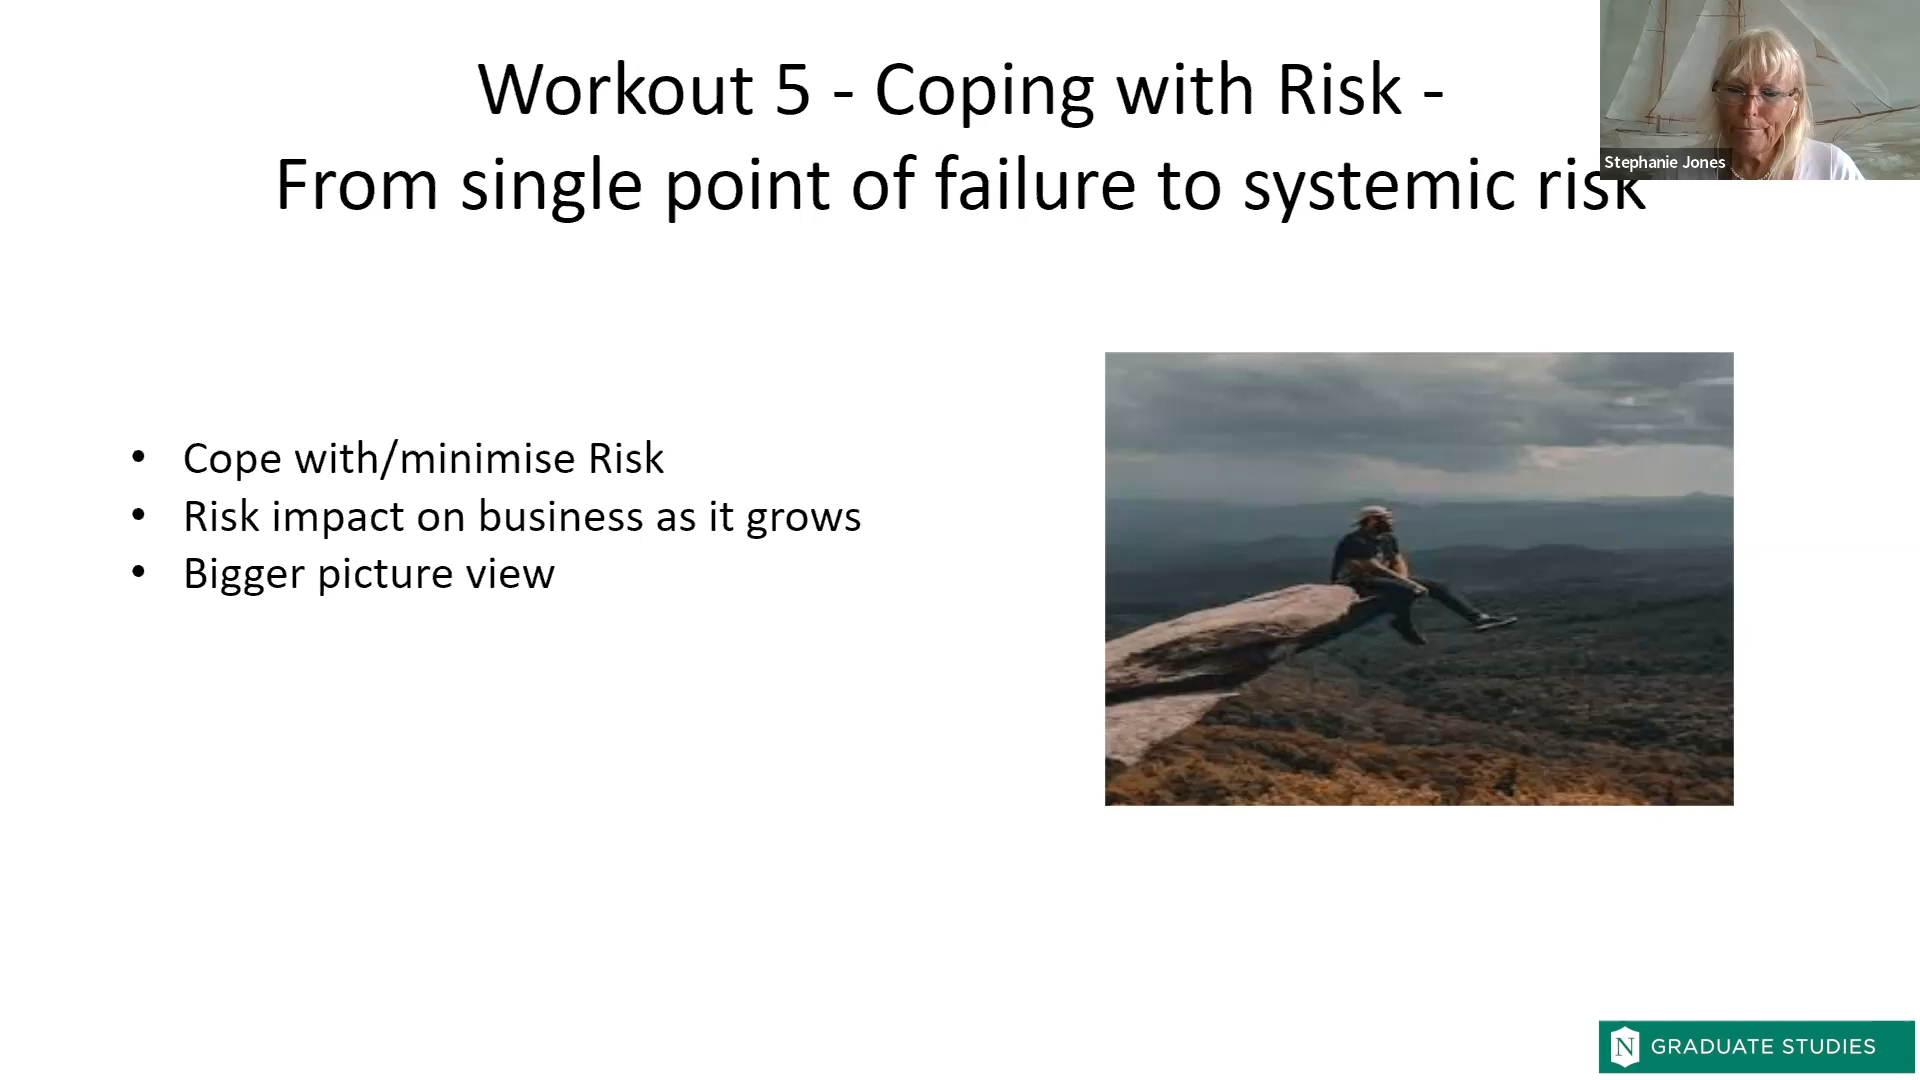 Workout 5 - Coping with Risk -
From single point of failure to systemic risk
Stephanie Jones
• Cope with/minimise Risk
• Risk impact on business as it grows
• Bigger picture view
N GRADUATE STUDIES